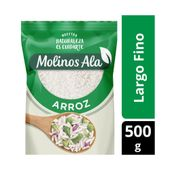 NUESTRA
NATURALEZA
ES CUIDARTE
Molinos Ala
ARROZ
Largo Fino
500
g